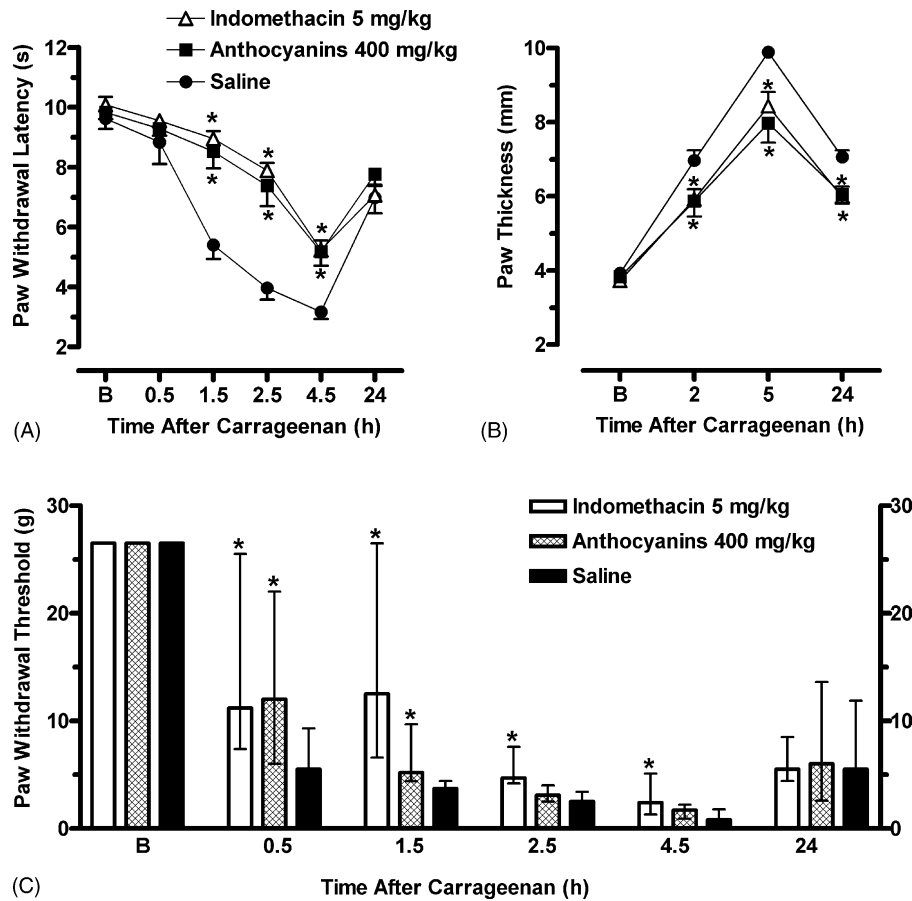 Indomethacin 5 mg/kg
Anthocyanins 400 mg/kg
Saline
Paw Withdrawal Latency (s)
12
10
8
6
4
2
* * *
* * *
B 0.5 1.5 2.5 4.5 24
Time After Carrageenan (h)
(A)
Paw Thickness (mm)
10
8
6
4
2
* * *
* * *
B 2 5 24
Time After Carrageenan (h)
(B)
Indomethacin 5 mg/kg
Anthocyanins 400 mg/kg
Saline
Paw Withdrawal Threshold (g)
30
20
10
0
* * * * * *
30
20
10
0
B 0.5 1.5 2.5 4.5 24
Time After Carrageenan (h)
(C)